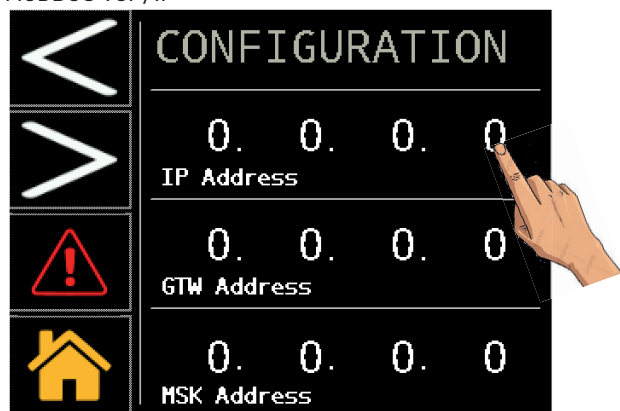 CONFIGURATION
0. 0. 0. 0
IP Address
0. 0. 0. 0
GTW Address
0. 0. 0. 0
MSK Address